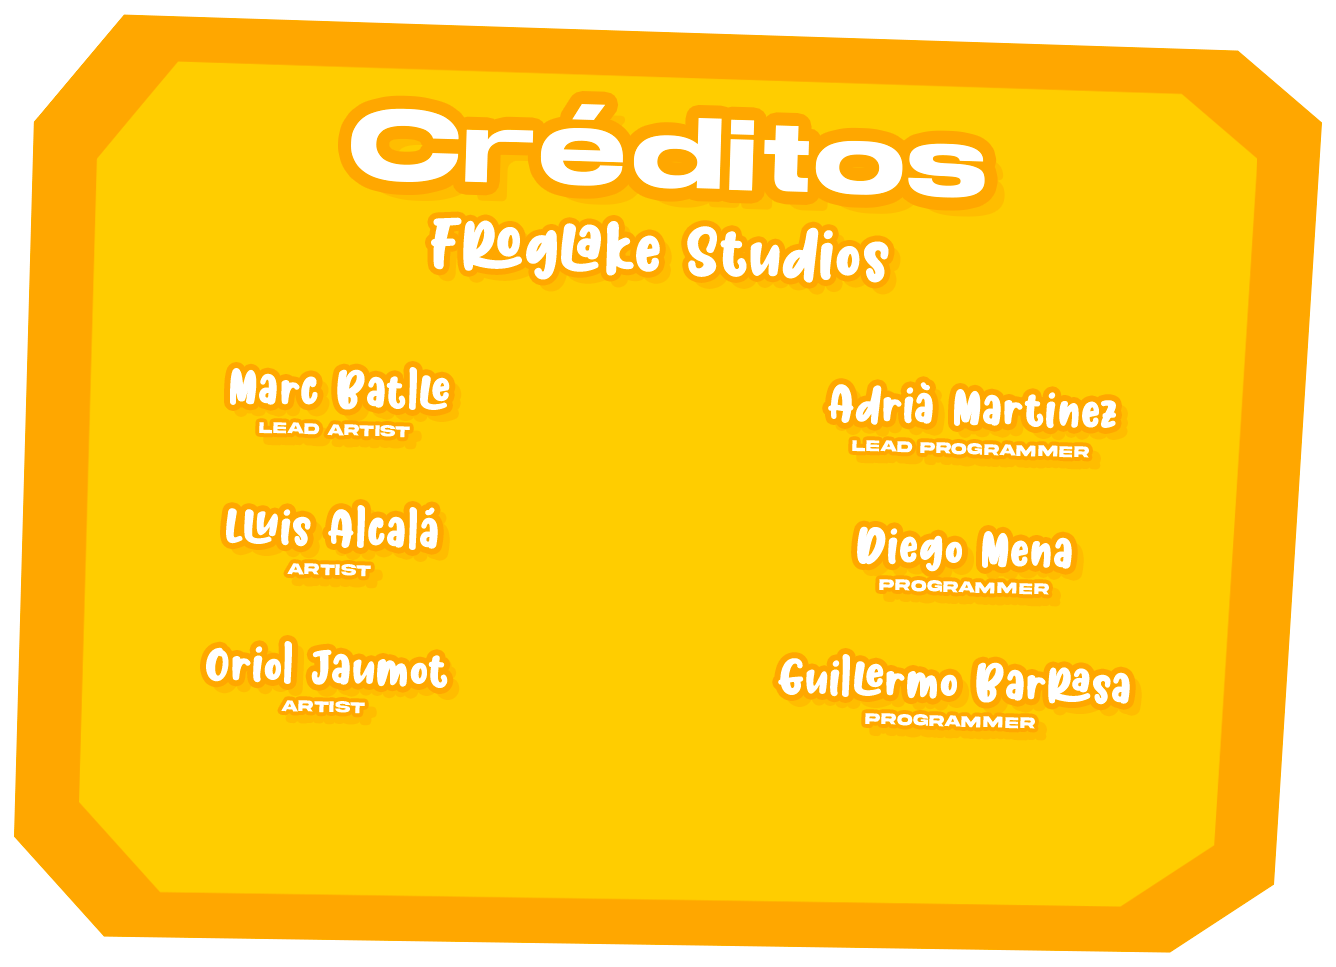 Créditos
Froglake Studios
Marc Batlle
LEAD ARTIST
Lluis Alcalá
ARTIST
Oriol Jaumot
ARTIST
Adrià Martinez
LEAD PROGRAMMER
Diego Mena
PROGRAMMER
Guillermo Barrasa
PROGRAMMER